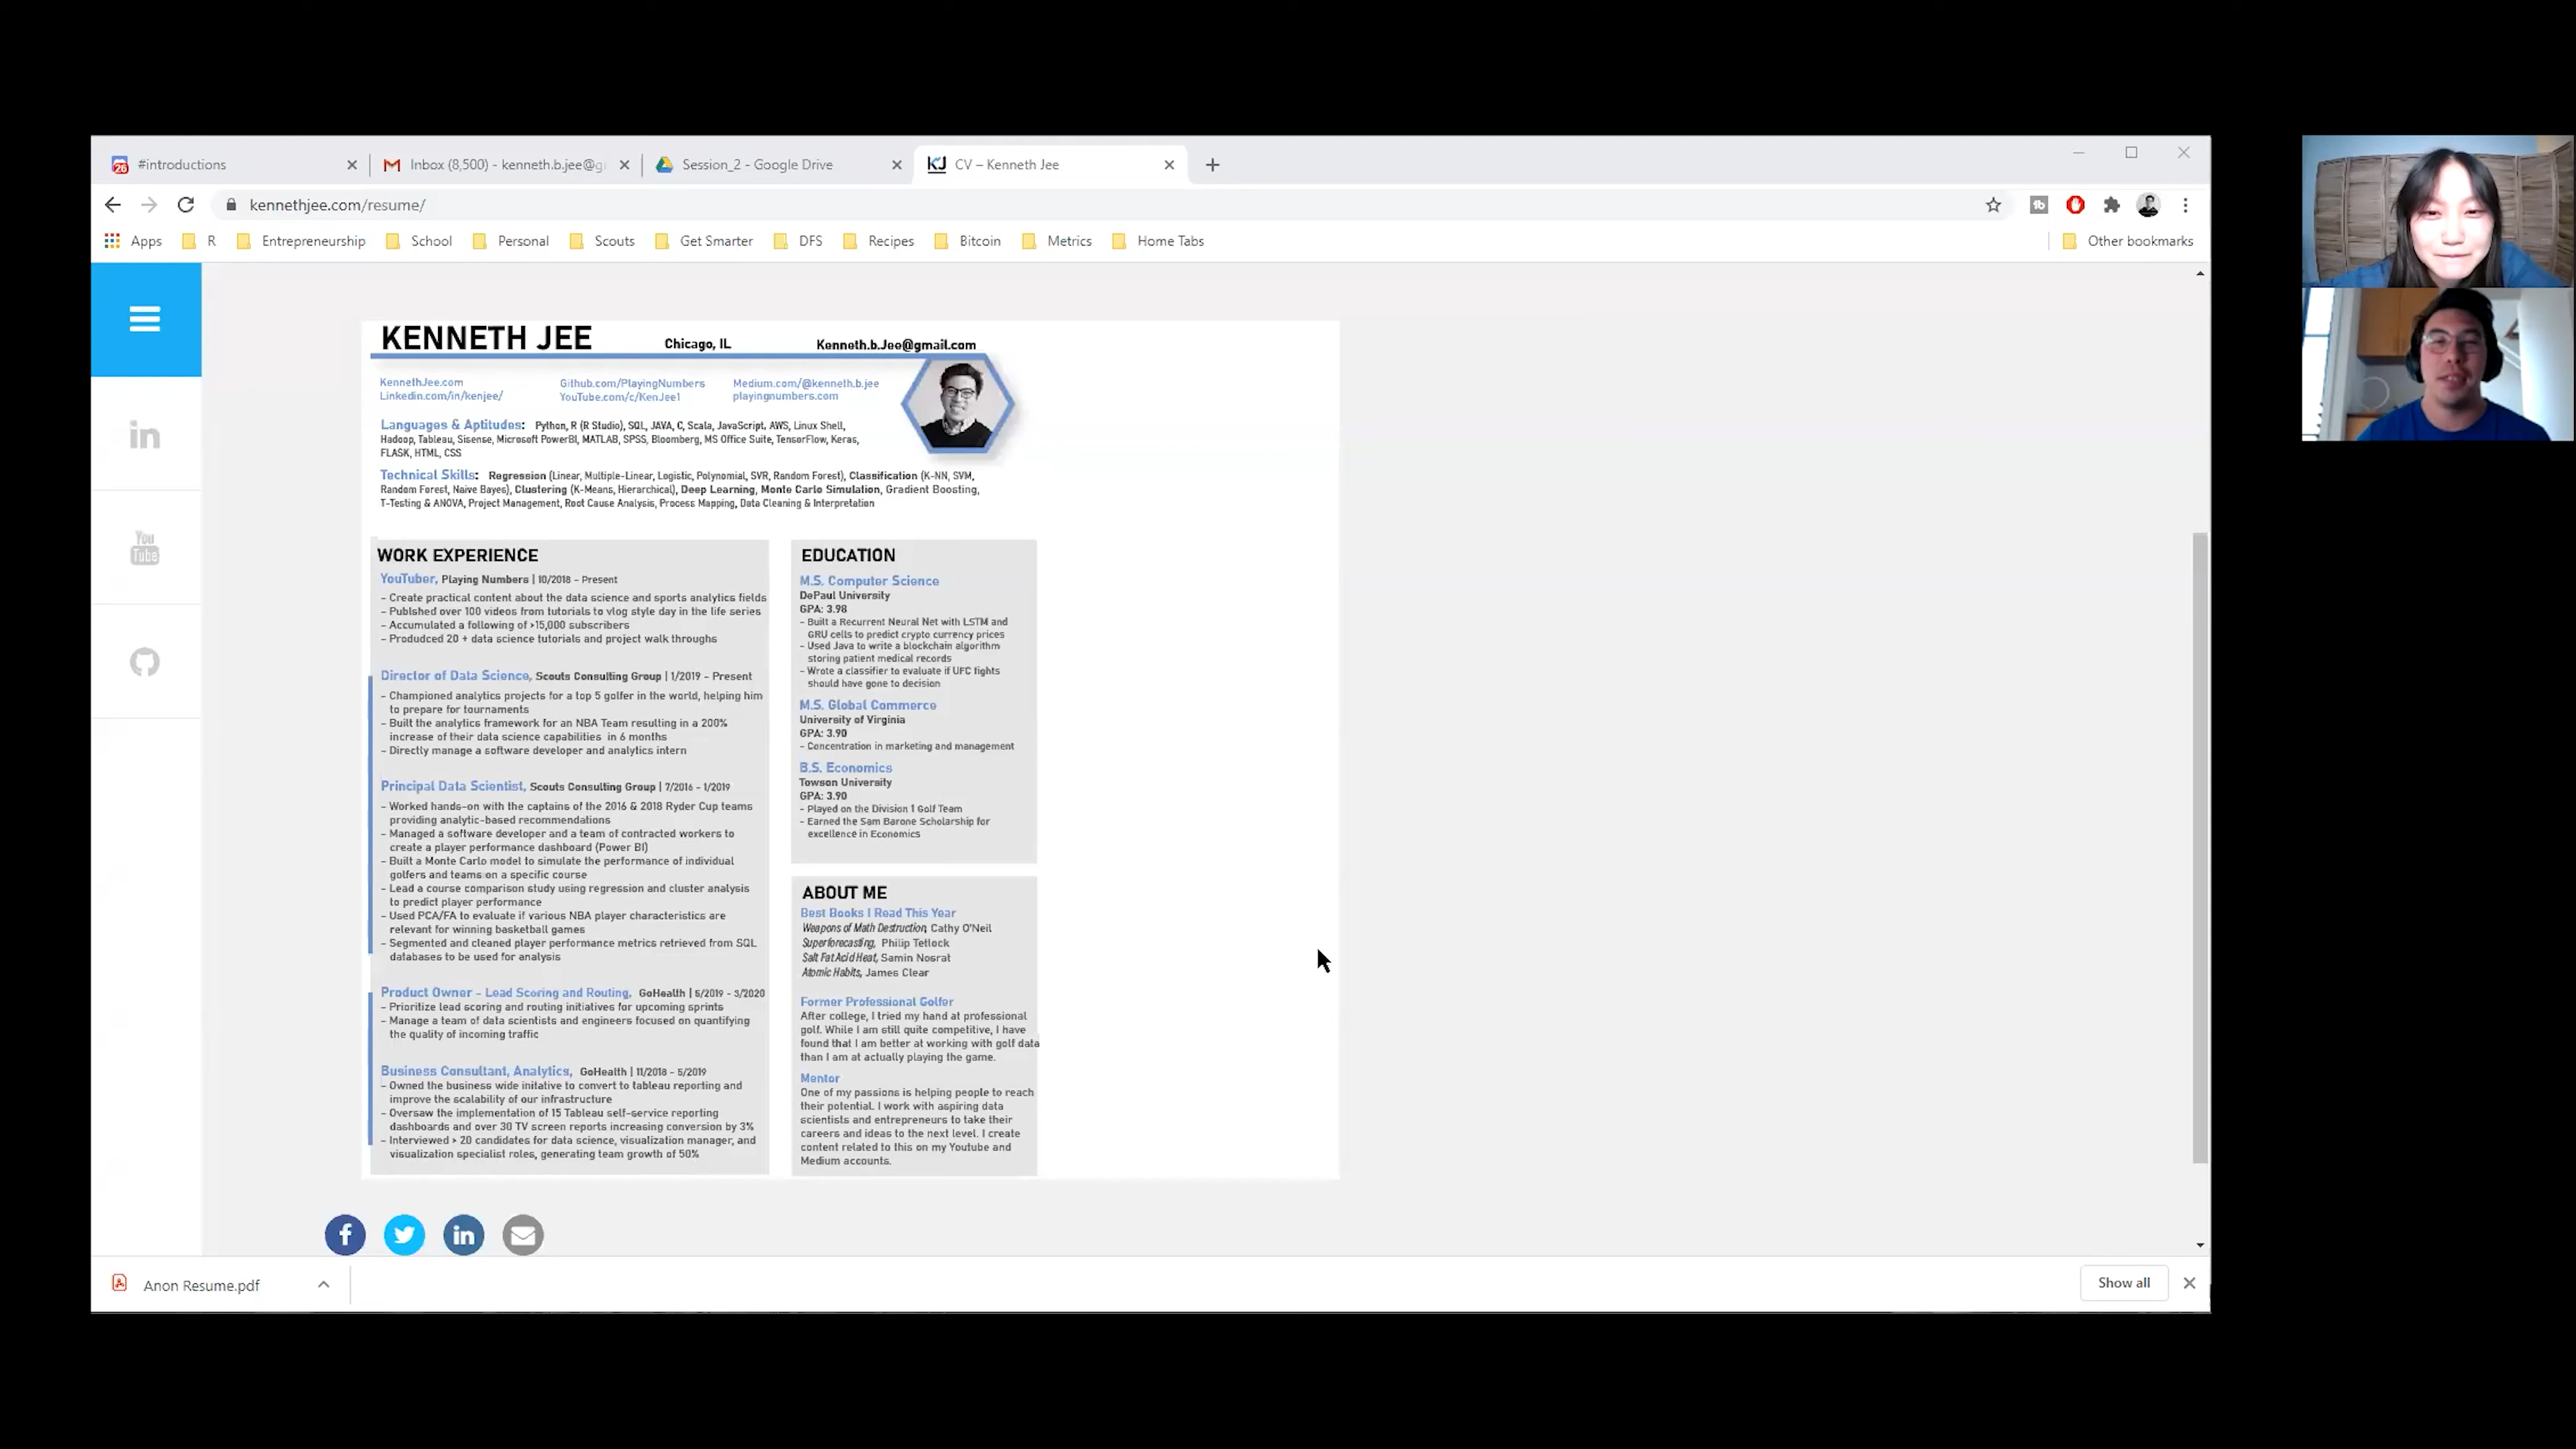 #introductions
Inbox (8,500) - kenneth.b.jee@g
Session_2 - Google Drive
CV – Kenneth Jee
kennethjee.com/resume/
Apps R Entrepreneurship School Personal Scouts Get Smarter DFS Recipes Bitcoin Metrics Home Tabs Other bookmarks
KENNETH JEE Chicago, IL Kenneth.b.Jee@gmail.com
KennethJee.com Github.com/PlayingNumbers Medium.com/@kenneth.b.jee
Linkedin.com/in/kenjee/ YouTube.com/c/KenJee1 playingnumbers.com
Languages & Aptitudes: Python, R (R Studio), SQL, JAVA, C, Scala, JavaScript, AWS, Linux Shell,
Hadoop, Tableau, Sisense, Microsoft PowerBI, MATLAB, SPSS, Bloomberg, MS Office Suite, TensorFlow, Keras,
FLASK, HTML, CSS
Technical Skills: Regression (Linear, Multiple-Linear, Logistic, Polynomial, SVR, Random Forest), Classification (K-NN, SVM,
Random Forest, Naive Bayes), Clustering (K-Means, Hierarchical), Deep Learning, Monte Carlo Simulation, Gradient Boosting,
T-Testing & ANOVA, Project Management, Root Cause Analysis, Process Mapping, Data Cleaning & Interpretation
WORK EXPERIENCE
YouTuber, Playing Numbers | 10/2018 - Present
- Create practical content about the data science and sports analytics fields
- Publshed over 100 videos from tutorials to vlog style day in the life series
- Accumulated a following of >15,000 subscribers
- Produdced 20 + data science tutorials and project walk throughs
Director of Data Science, Scouts Consulting Group | 1/2019 - Present
- Championed analytics projects for a top 5 golfer in the world, helping him
to prepare for tournaments
- Built the analytics framework for an NBA Team resulting in a 200%
increase of their data science capabilities in 6 months
- Directly manage a software developer and analytics intern
Principal Data Scientist, Scouts Consulting Group | 7/2016 - 1/2019
- Worked hands-on with the captains of the 2016 & 2018 Ryder Cup teams
providing analytic-based recommendations
- Managed a software developer and a team of contracted workers to
create a player performance dashboard (Power BI)
- Built a Monte Carlo model to simulate the performance of individual
golfers and teams on a specific course
- Lead a course comparison study using regression and cluster analysis
to predict player performance
- Used PCA/FA to evaluate if various NBA player characteristics are
relevant for winning basketball games
- Segmented and cleaned player performance metrics retrieved from SQL
databases to be used for analysis
Product Owner - Lead Scoring and Routing, GoHealth | 5/2019 - 3/2020
- Prioritize lead scoring and routing initiatives for upcoming sprints
- Manage a team of data scientists and engineers focused on quantifying
the quality of incoming traffic
Business Consultant, Analytics, GoHealth | 11/2018 - 5/2019
- Owned the business wide initative to convert to tableau reporting and
improve the scalability of our infrastructure
- Oversaw the implementation of 15 Tableau self-service reporting
dashboards and over 30 TV screen reports increasing conversion by 3%
- Interviewed > 20 candidates for data science, visualization manager, and
visualization specialist roles, generating team growth of 50%
EDUCATION
M.S. Computer Science
DePaul University
GPA: 3.98
- Built a Recurrent Neural Net with LSTM and
GRU cells to predict crypto currency prices
- Used Java to write a blockchain algorithm
storing patient medical records
- Wrote a classifier to evaluate if UFC fights
should have gone to decision
M.S. Global Commerce
University of Virginia
GPA: 3.90
- Concentration in marketing and management
B.S. Economics
Towson University
GPA: 3.90
- Played on the Division 1 Golf Team
- Earned the Sam Barone Scholarship for
excellence in Economics
ABOUT ME
Best Books I Read This Year
Weapons of Math Destruction, Cathy O'Neil
Superforecasting, Philip Tetlock
Salt Fat Acid Heat, Samin Nosrat
Atomic Habits, James Clear
Former Professional Golfer
After college, I tried my hand at professional
golf. While I am still quite competitive, I have
found that I am better at working with golf data
than I am at actually playing the game.
Mentor
One of my passions is helping people to reach
their potential. I work with aspiring data
scientists and entrepreneurs to take their
careers and ideas to the next level. I create
content related to this on my Youtube and
Medium accounts.
Anon Resume.pdf
Show all